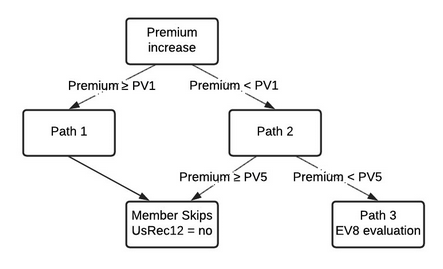 Premium
increase
Premium ≥ PV1
Premium < PV1
Path 1
Path 2
Premium ≥ PV5
Premium < PV5
Member Skips
UsRec12 = no
Path 3
EV8 evaluation